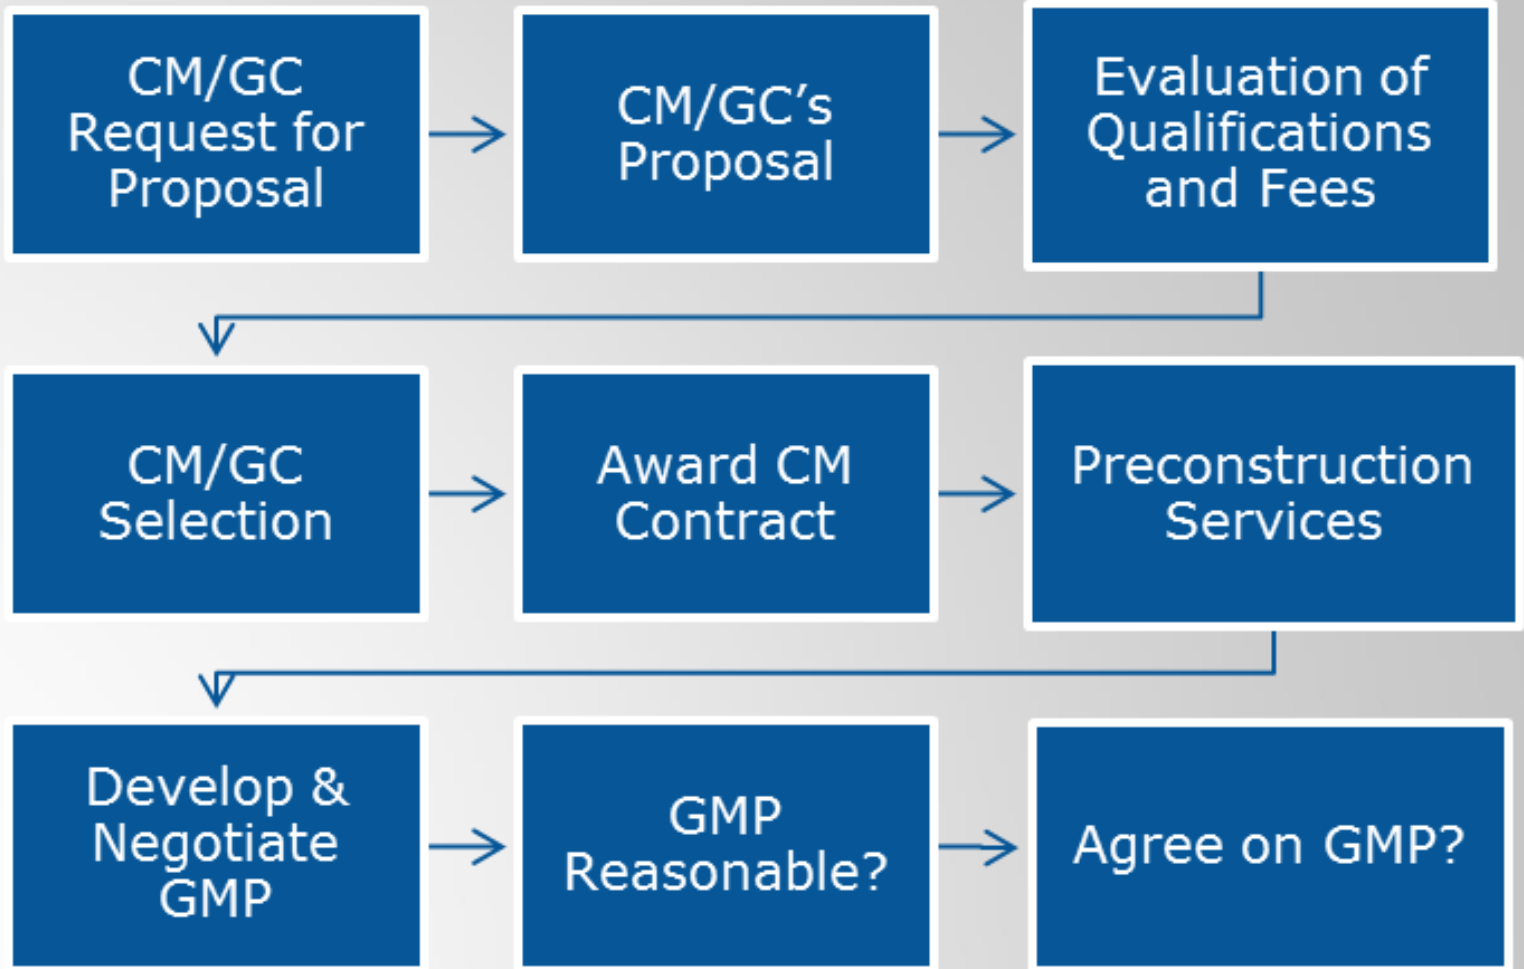 CM/GC
Request for
Proposal
CM/GC’s
Proposal
Evaluation of
Qualifications
and Fees
CM/GC
Selection
Award CM
Contract
Preconstruction
Services
Develop &
Negotiate
GMP
GMP
Reasonable?
Agree on GMP?